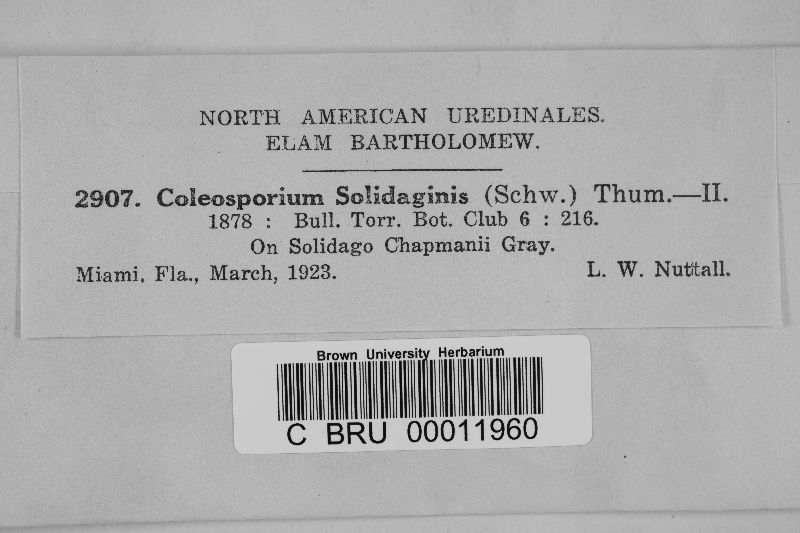 NORTH AMERICAN UREDINALES.
ELAM BARTHOLOMEW.
2907. Coleosporium Solidaginis (Schw.) Thum.—II.
1878 : Bull. Torr. Bot. Club 6 : 216.
On Solidago Chapmanii Gray.
Miami, Fla., March, 1923. L. W. Nuttall.
Brown University Herbarium
C BRU 00011960